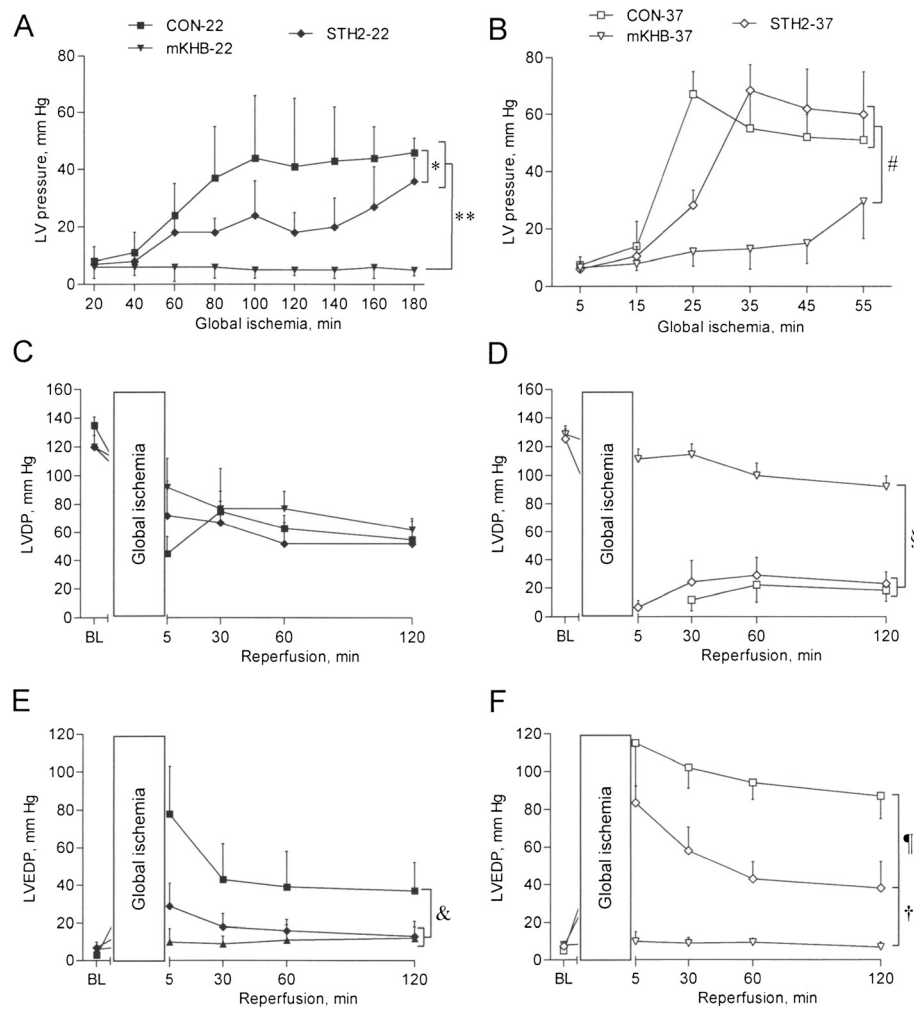 A
CON-22
mKHB-22
STH2-22
LV pressure, mm Hg
80
60
40
20
0
*
**
20 40 60 80 100 120 140 160 180
Global ischemia, min
B
CON-37
mKHB-37
STH2-37
LV pressure, mm Hg
80
60
40
20
0
#
5 15 25 35 45 55
Global ischemia, min
C
LVDP, mm Hg
160
140
120
100
80
60
40
20
0
Global ischemia
BL 5 30 60 120
Reperfusion, min
D
LVDP, mm Hg
160
140
120
100
80
60
40
20
0
Global ischemia
BL 5 30 60 120
Reperfusion, min
E
LVEDP, mm Hg
120
100
80
60
40
20
0
Global ischemia
&
BL 5 30 60 120
Reperfusion, min
F
LVEDP, mm Hg
120
100
80
60
40
20
0
Global ischemia
¶
†
BL 5 30 60 120
Reperfusion, min